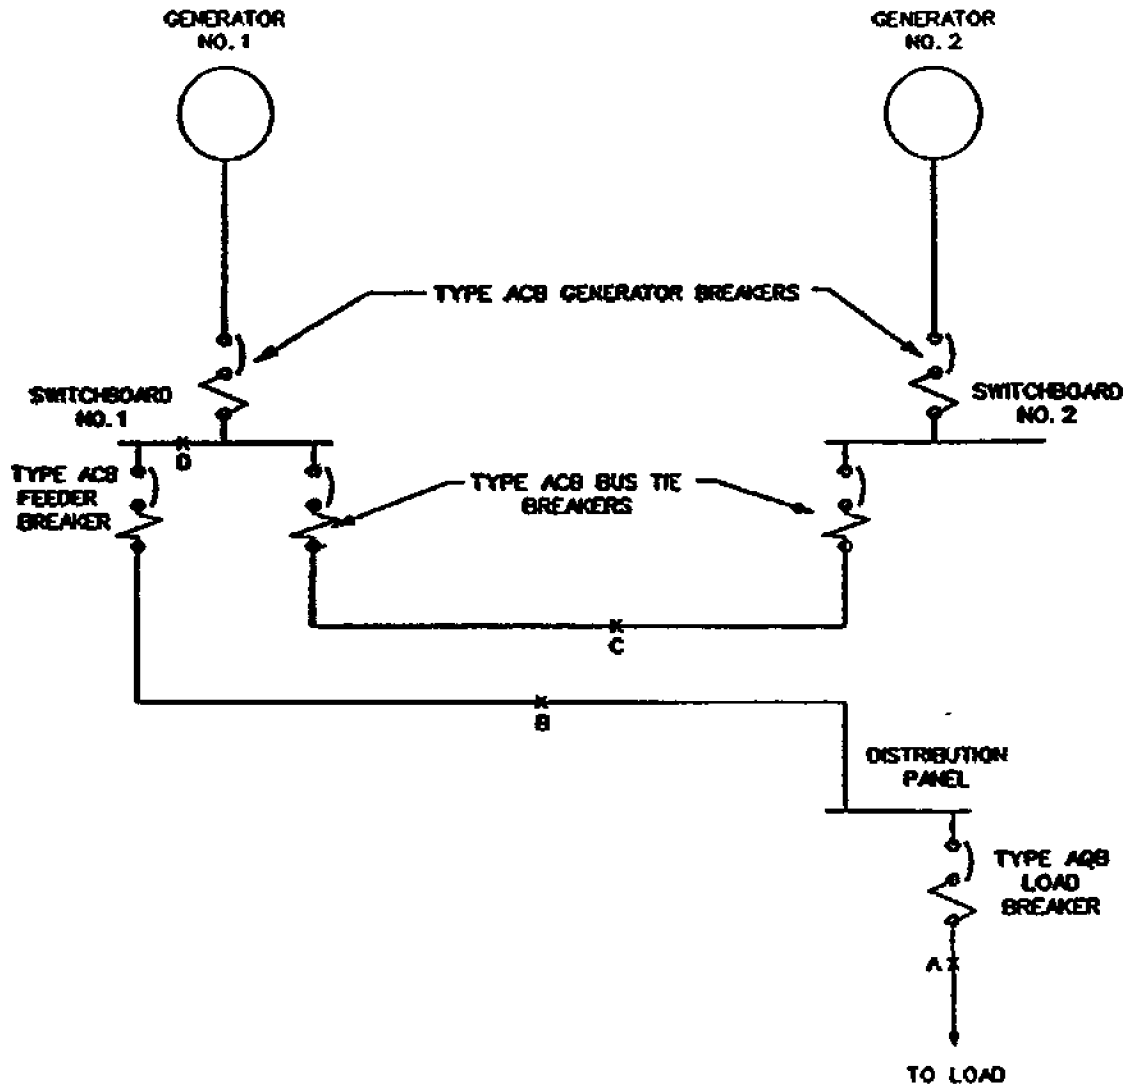 GENERATOR
NO. 1
GENERATOR
NO. 2
TYPE ACB GENERATOR BREAKERS
SWITCHBOARD
NO. 1
SWITCHBOARD
NO. 2
D
TYPE ACB
FEEDER
BREAKER
TYPE ACB BUS TIE
BREAKERS
C
B
DISTRIBUTION
PANEL
TYPE AQB
LOAD
BREAKER
A
TO LOAD